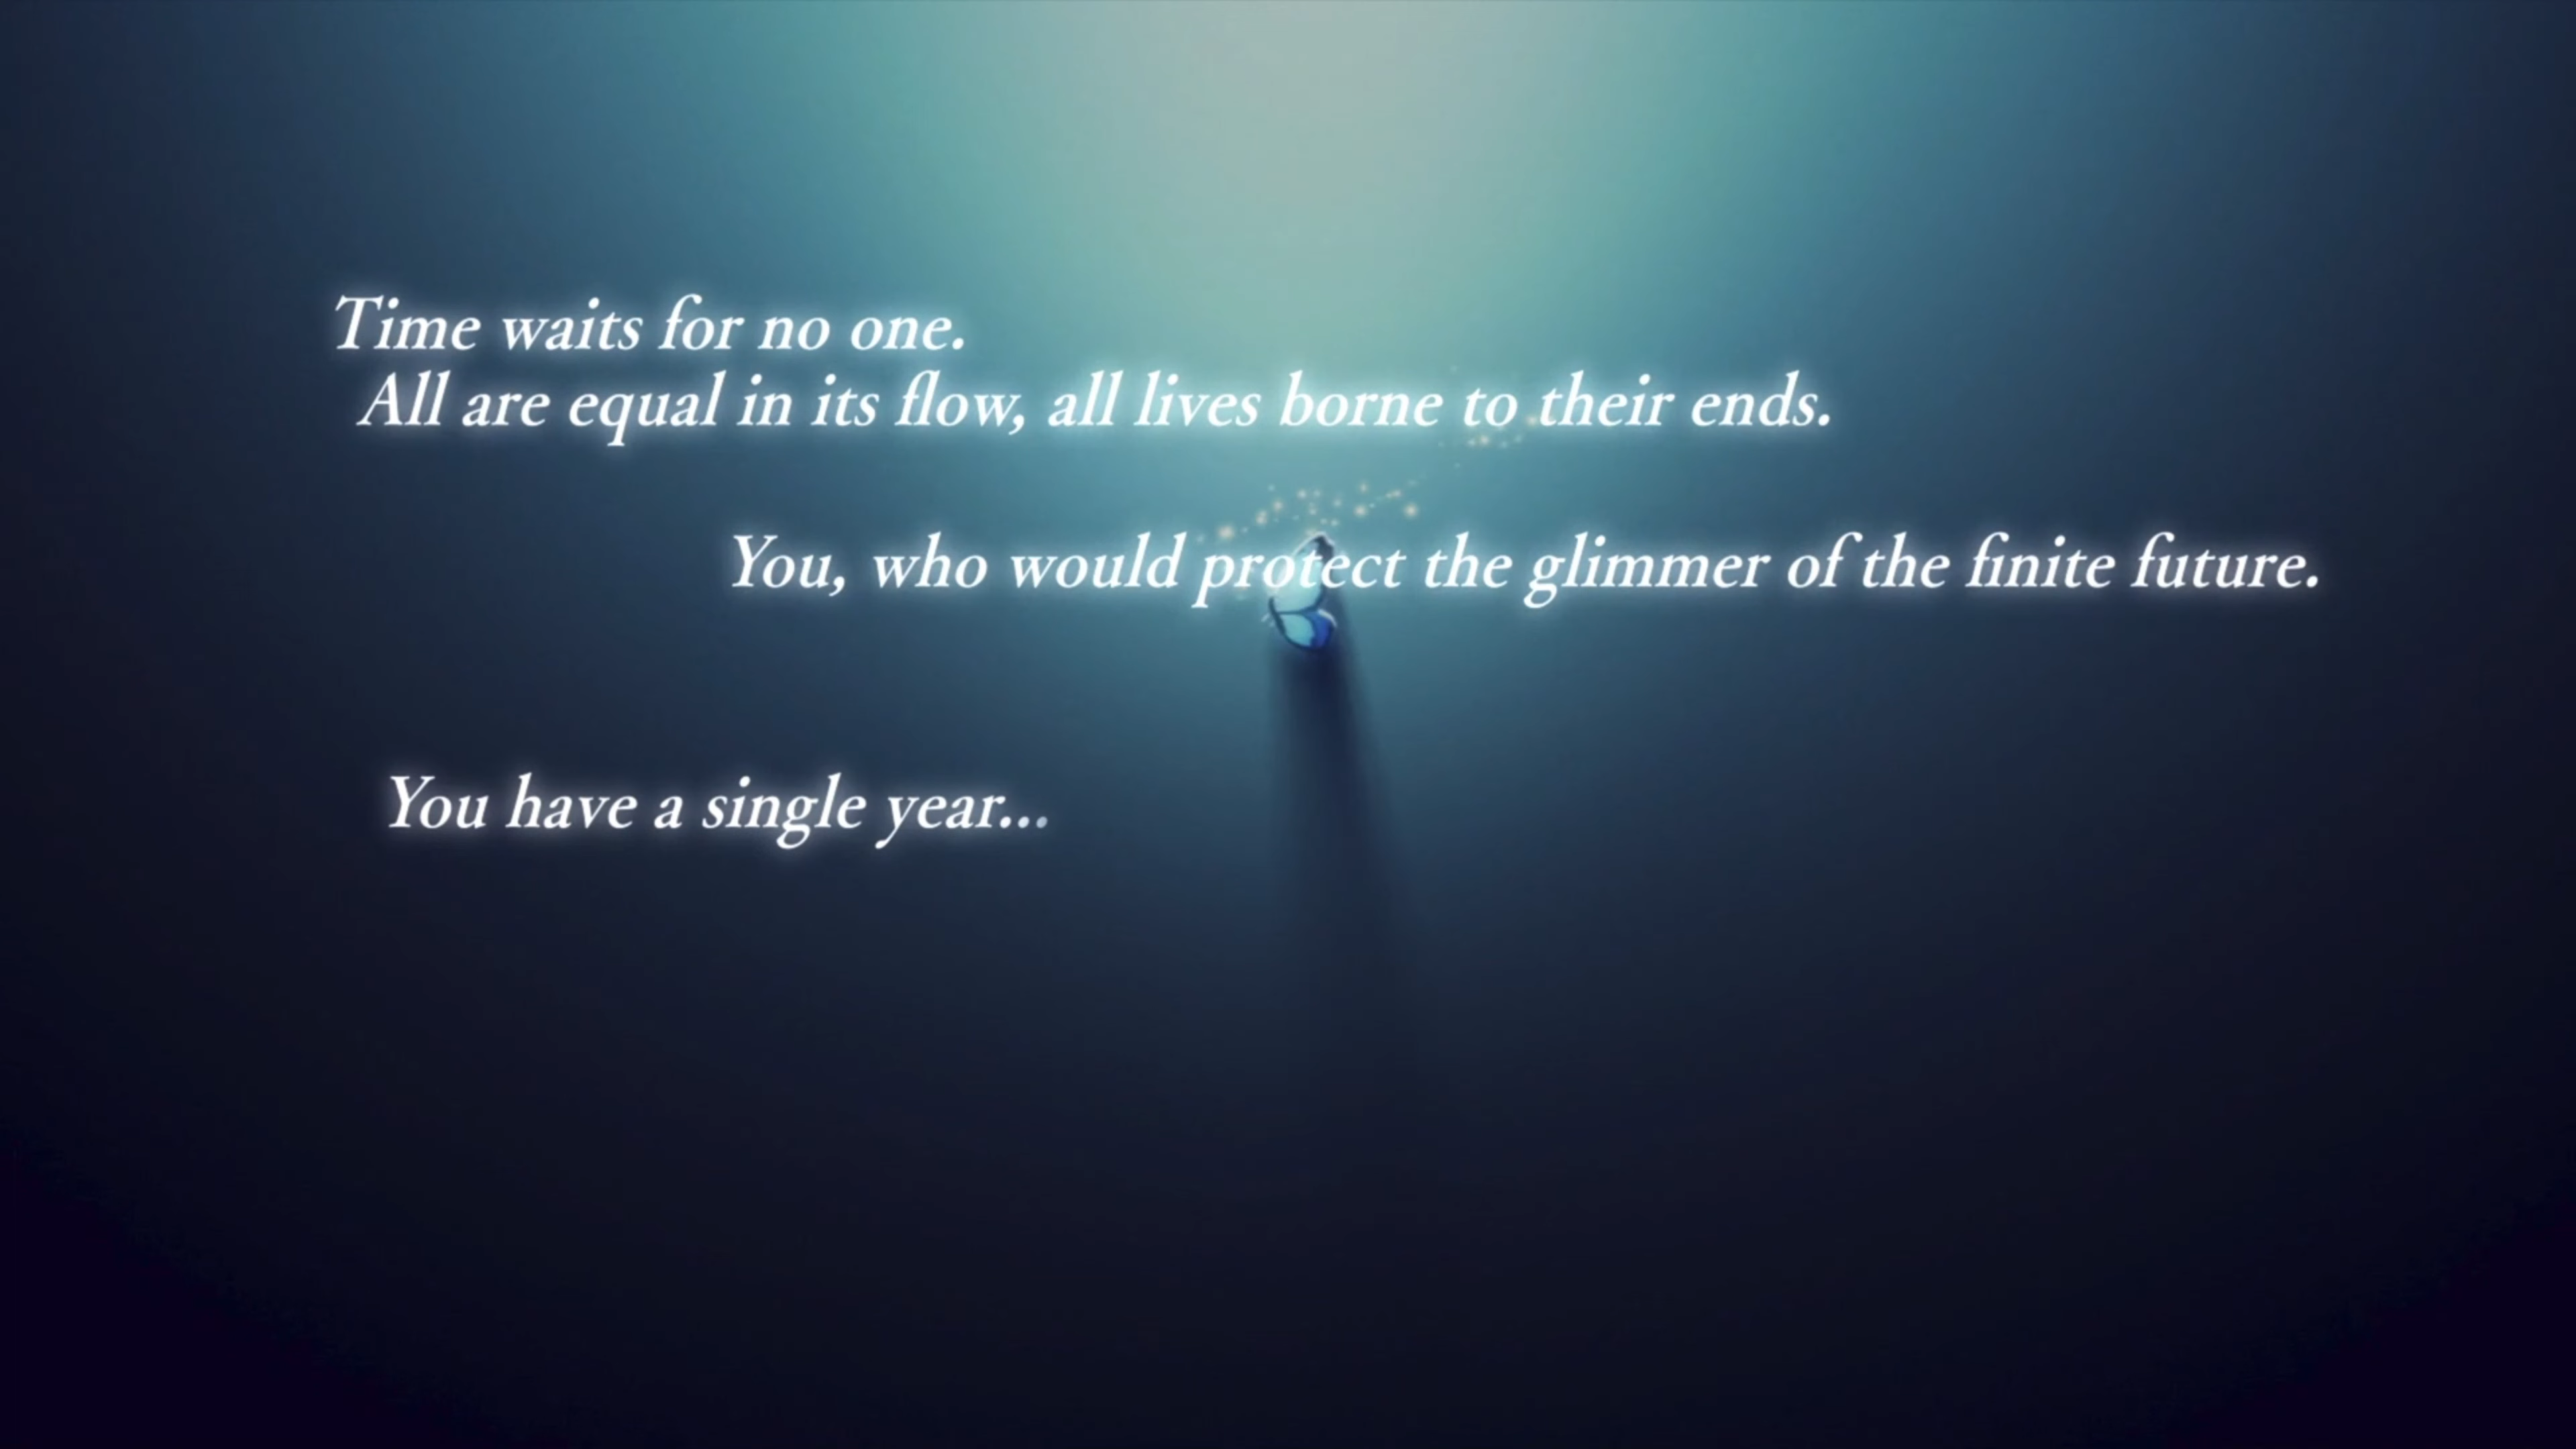 Time waits for no one.
All are equal in its flow, all lives borne to their ends.
You, who would protect the glimmer of the finite future.
You have a single year...